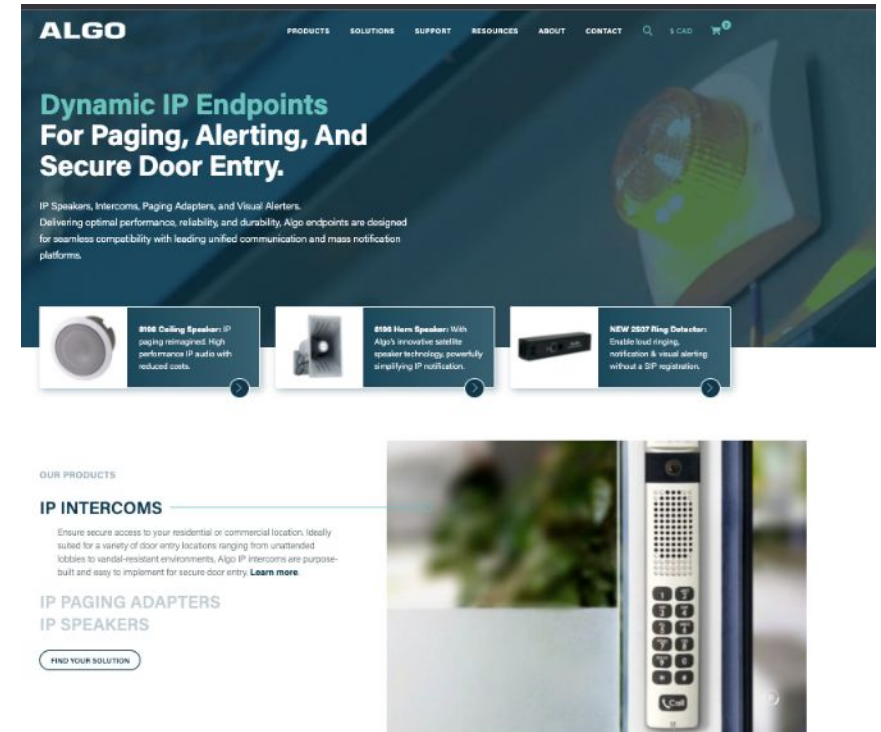 ALGO
PRODUCTS SOLUTIONS SUPPORT RESOURCES ABOUT CONTACT $ CAD 0
Dynamic IP Endpoints
For Paging, Alerting, And
Secure Door Entry.
IP Speakers, Intercoms, Paging Adapters, and Visual Alerters.
Delivering optimal performance, reliability, and durability, Algo endpoints are designed
for seamless compatibility with leading unified communication and mass notification
platforms.
Ceiling Speaker: IP
paging reimagined. High
performance IP audio with
reduced costs.
8196 Horn Speaker: With
Algo's innovative satellite
speaker technology, powerfully
simplifying IP notification.
NEW 2507 Ring Detector:
Enable loud ringing,
notification & visual alerting
without a SIP registration.
OUR PRODUCTS
IP INTERCOMS
Ensure secure access to your residential or commercial location. Ideally
suited for a variety of door entry locations ranging from unattended
lobbies to vandal-resistant environments, Algo IP intercoms are purpose-
built and easy to implement for secure door entry. Learn more.
IP PAGING ADAPTERS
IP SPEAKERS
FIND YOUR SOLUTION
1 2
3 4
Call